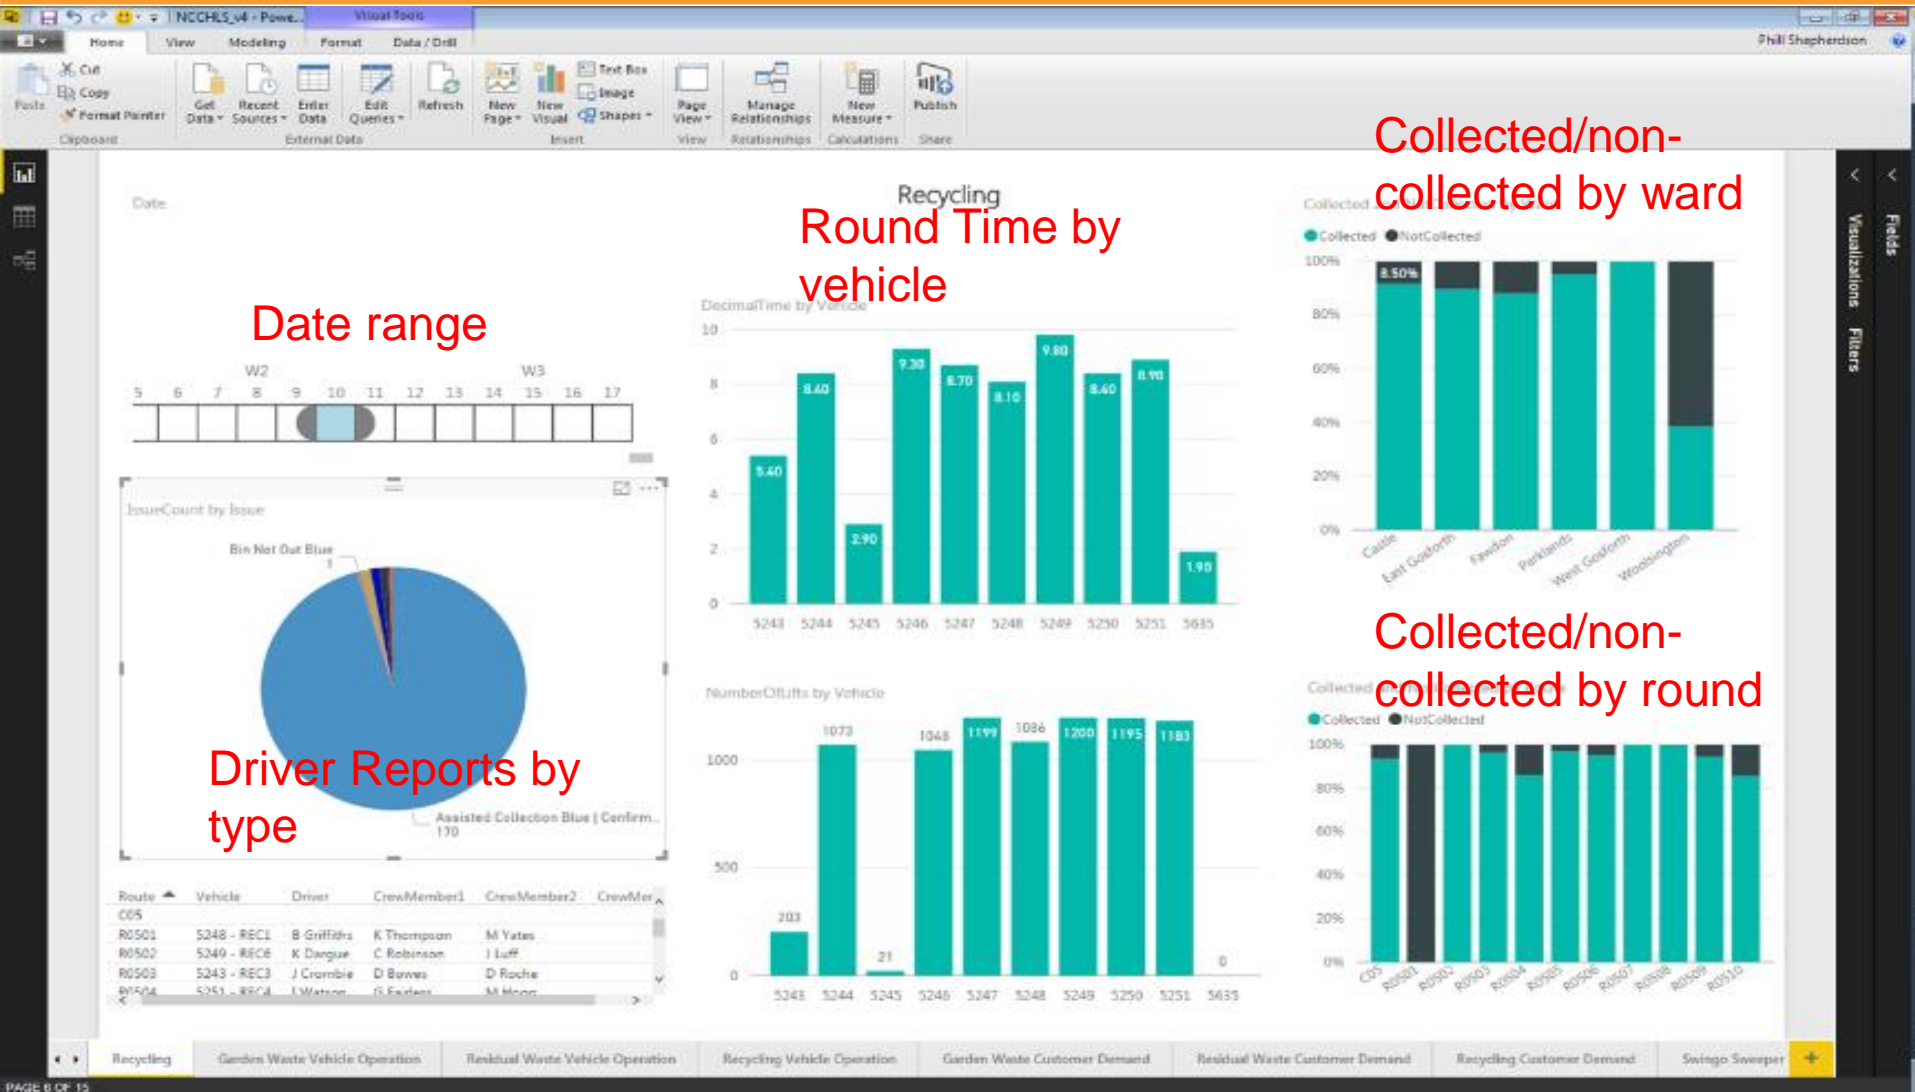 NCCHLS_v4 - Powe... Visual Tools
Home View Modeling Format Data / Drill Phill Shepherdson
Paste Cut Copy Format Painter
Clipboard
Get Data Recent Sources Enter Data Edit Queries Refresh
External Data
New Page New Visual Text Box Image Shapes
Insert
Page View
View
Manage Relationships
Relationships
New Measure
Calculations
Publish
Share
Date
Date range
W2 W3
5 6 7 8 9 10 11 12 13 14 15 16 17
IssueCount by Issue
Bin Not Out Blue
1
Driver Reports by
type
Assisted Collection Blue | Confirm...
170
Route Vehicle Driver CrewMember1 CrewMember2 CrewMer
C05
R0501 5248 - REC1 B Griffiths K Thompson M Yates
R0502 5249 - REC6 K Dargue C Robinson J Luff
R0503 5243 - REC3 J Crombie D Bowes D Roche
R0504 5251 - REC4
Recycling
Round Time by
vehicle
DecimalTime by Vehicle
10
8
6
4
2
0
5.40 8.40 2.90 9.30 8.70 8.10 9.80 8.40 8.90 1.90
5243 5244 5245 5246 5247 5248 5249 5250 5251 5635
NumberOfLifts by Vehicle
1000
500
0
203 1073 21 1048 1199 1086 1200 1195 1183 0
5243 5244 5245 5246 5247 5248 5249 5250 5251 5635
Collected/non-
collected by ward
Collected NotCollected
100%
80%
60%
40%
20%
0%
8.50%
Castle East Gosforth Fawdon Parklands West Gosforth Woolsington
Collected/non-
collected by round
Collected NotCollected
100%
80%
60%
40%
20%
0%
C05 R0501 R0502 R0503 R0504 R0505 R0506 R0507 R0508 R0509 R0510
Visualizations Filters
Fields
Recycling Garden Waste Vehicle Operation Residual Waste Vehicle Operation Recycling Vehicle Operation Garden Waste Customer Demand Residual Waste Customer Demand Recycling Customer Demand Swingo Sweeper
PAGE 6 OF 15